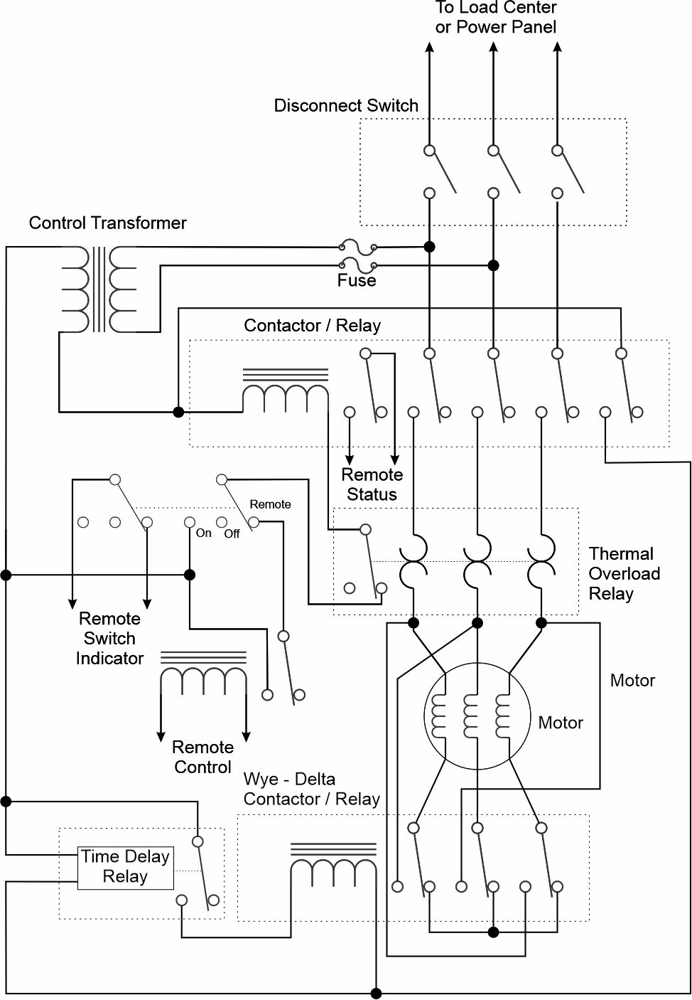 To Load Center
or Power Panel
Disconnect Switch
Control Transformer
Fuse
Contactor / Relay
Remote
Status
Remote
On
Off
Thermal
Overload
Relay
Remote
Switch
Indicator
Motor
Motor
Remote
Control
Wye - Delta
Contactor / Relay
Time Delay
Relay